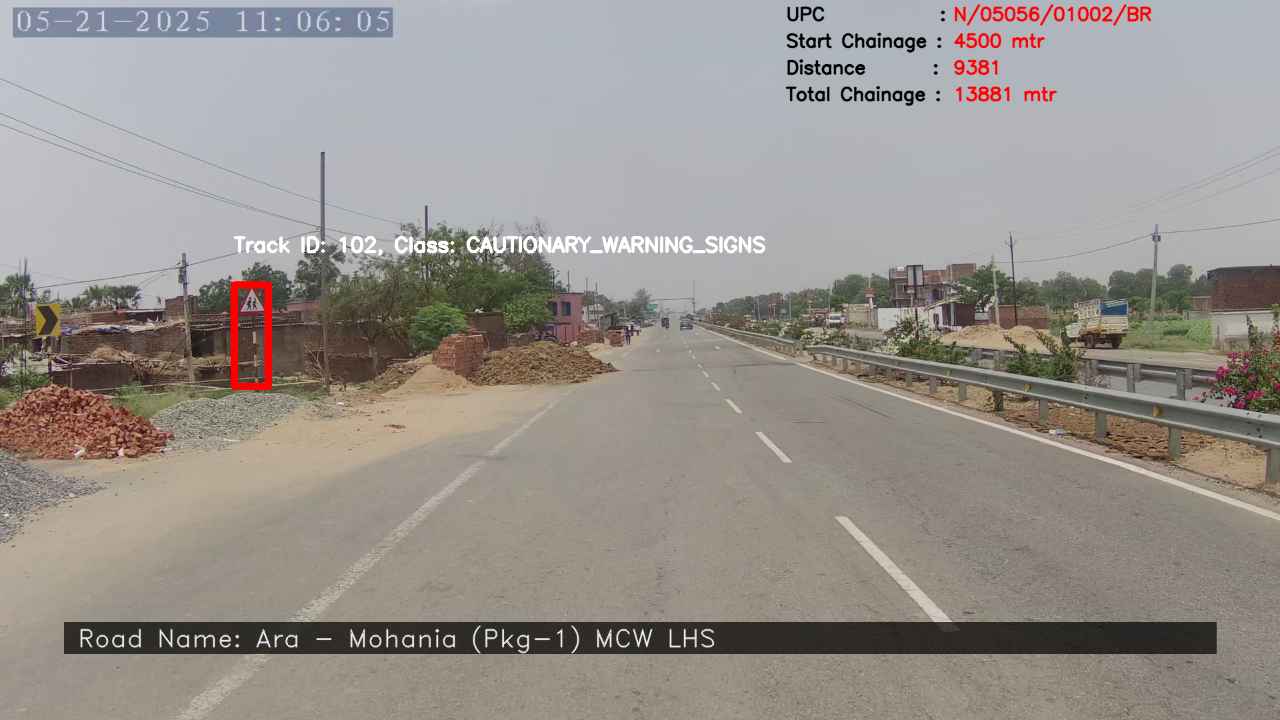 05-21-2025 11:06:05
UPC : N/05056/01002/BR
Start Chainage : 4500 mtr
Distance : 9381
Total Chainage : 13881 mtr
Track ID: 102, Class: CAUTIONARY_WARNING_SIGNS
Road Name: Ara - Mohania (Pkg-1) MCW LHS